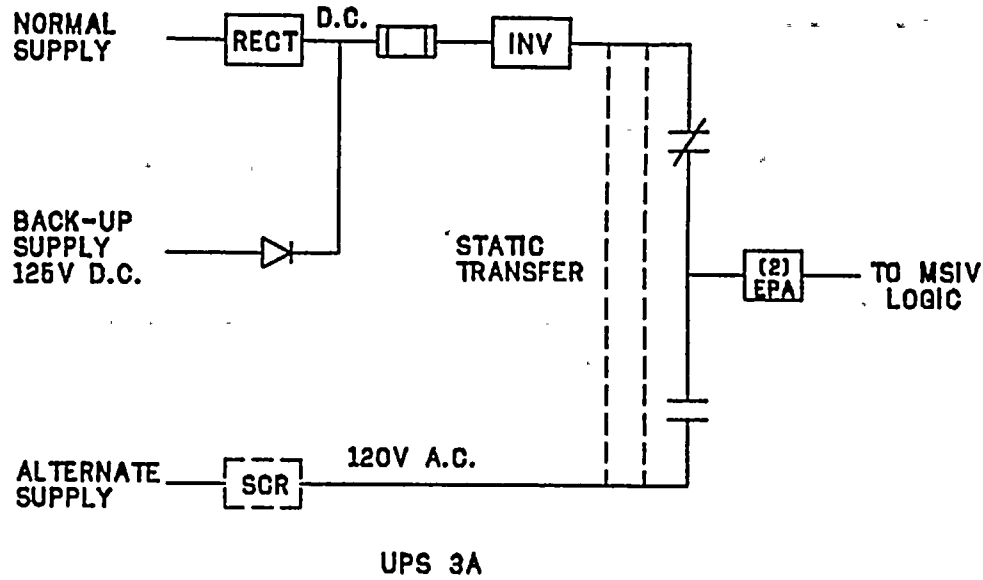 NORMAL
SUPPLY
RECT
D.C.
INV
BACK-UP
SUPPLY
125V D.C.
STATIC
TRANSFER
(2)
EPA
TO MSIV
LOGIC
ALTERNATE
SUPPLY
SCR
120V A.C.
UPS 3A